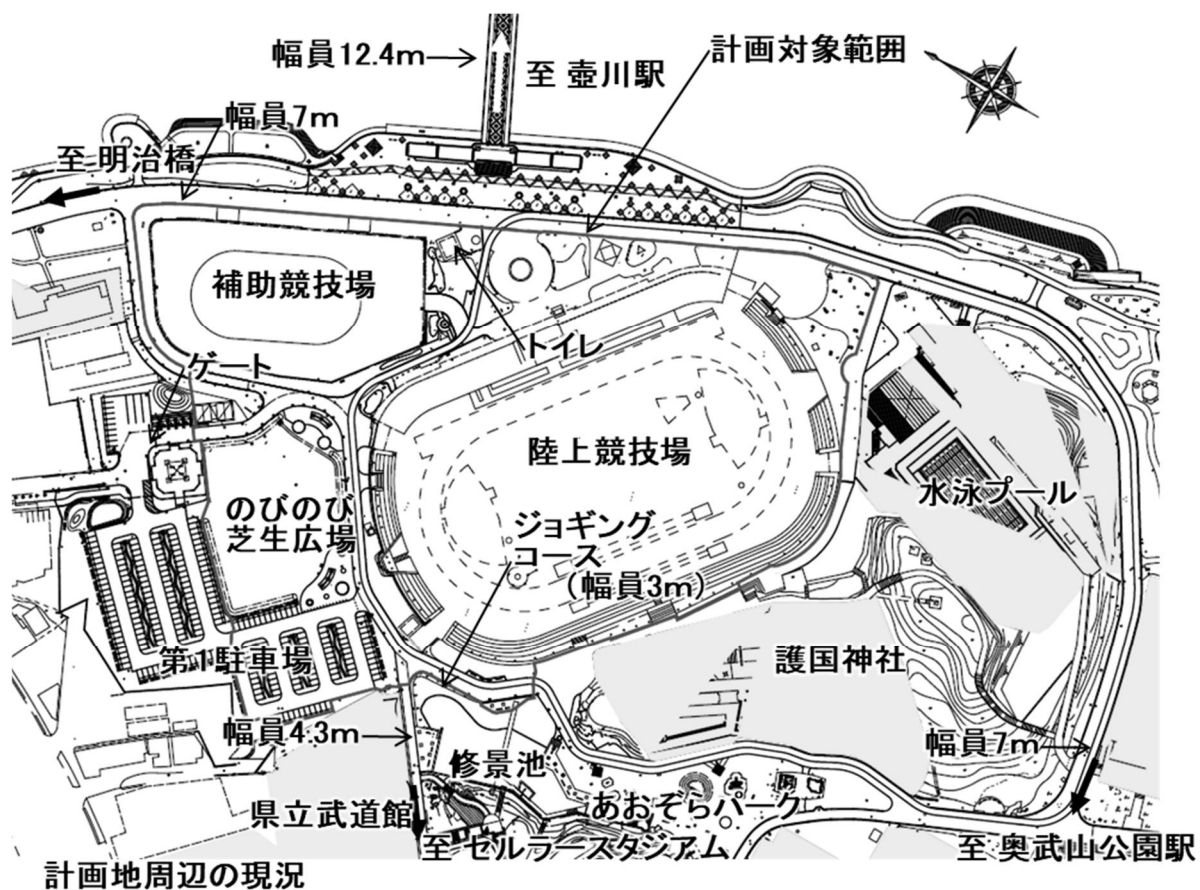 幅員12.4m
至 壺川駅
計画対象範囲
幅員7m
至 明治橋
補助競技場
トイレ
ゲート
陸上競技場
水泳プール
のびのび
芝生広場
ジョギング
コース
(幅員3m)
第1駐車場
護国神社
幅員4.3m
幅員7m
修景池
あおぞらパーク
県立武道館
至 セルラースタジアム
至 奥武山公園駅
計画地周辺の現況